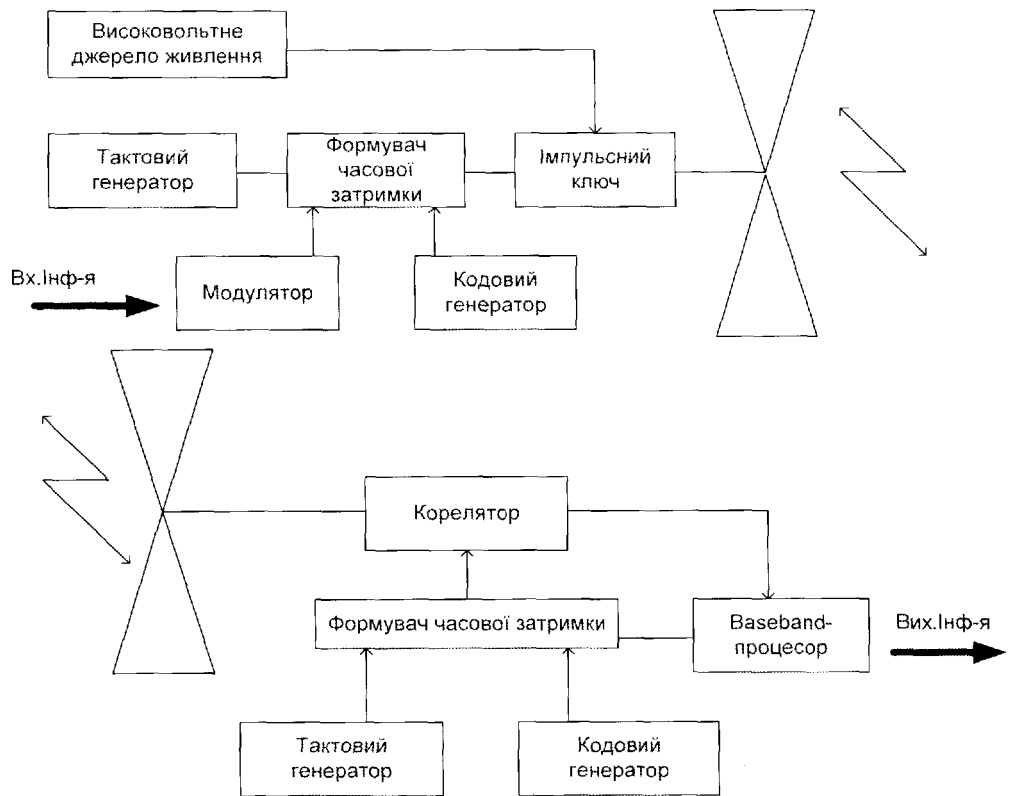 Високовольтне
джерело живлення
Тактовий
генератор
Формувач
часової
затримки
Імпульсний
ключ
Вх.Інф-я
Модулятор
Кодовий
генератор
Корелятор
Формувач часової затримки
Baseband-
процесор
Вих.Інф-я
Тактовий
генератор
Кодовий
генератор